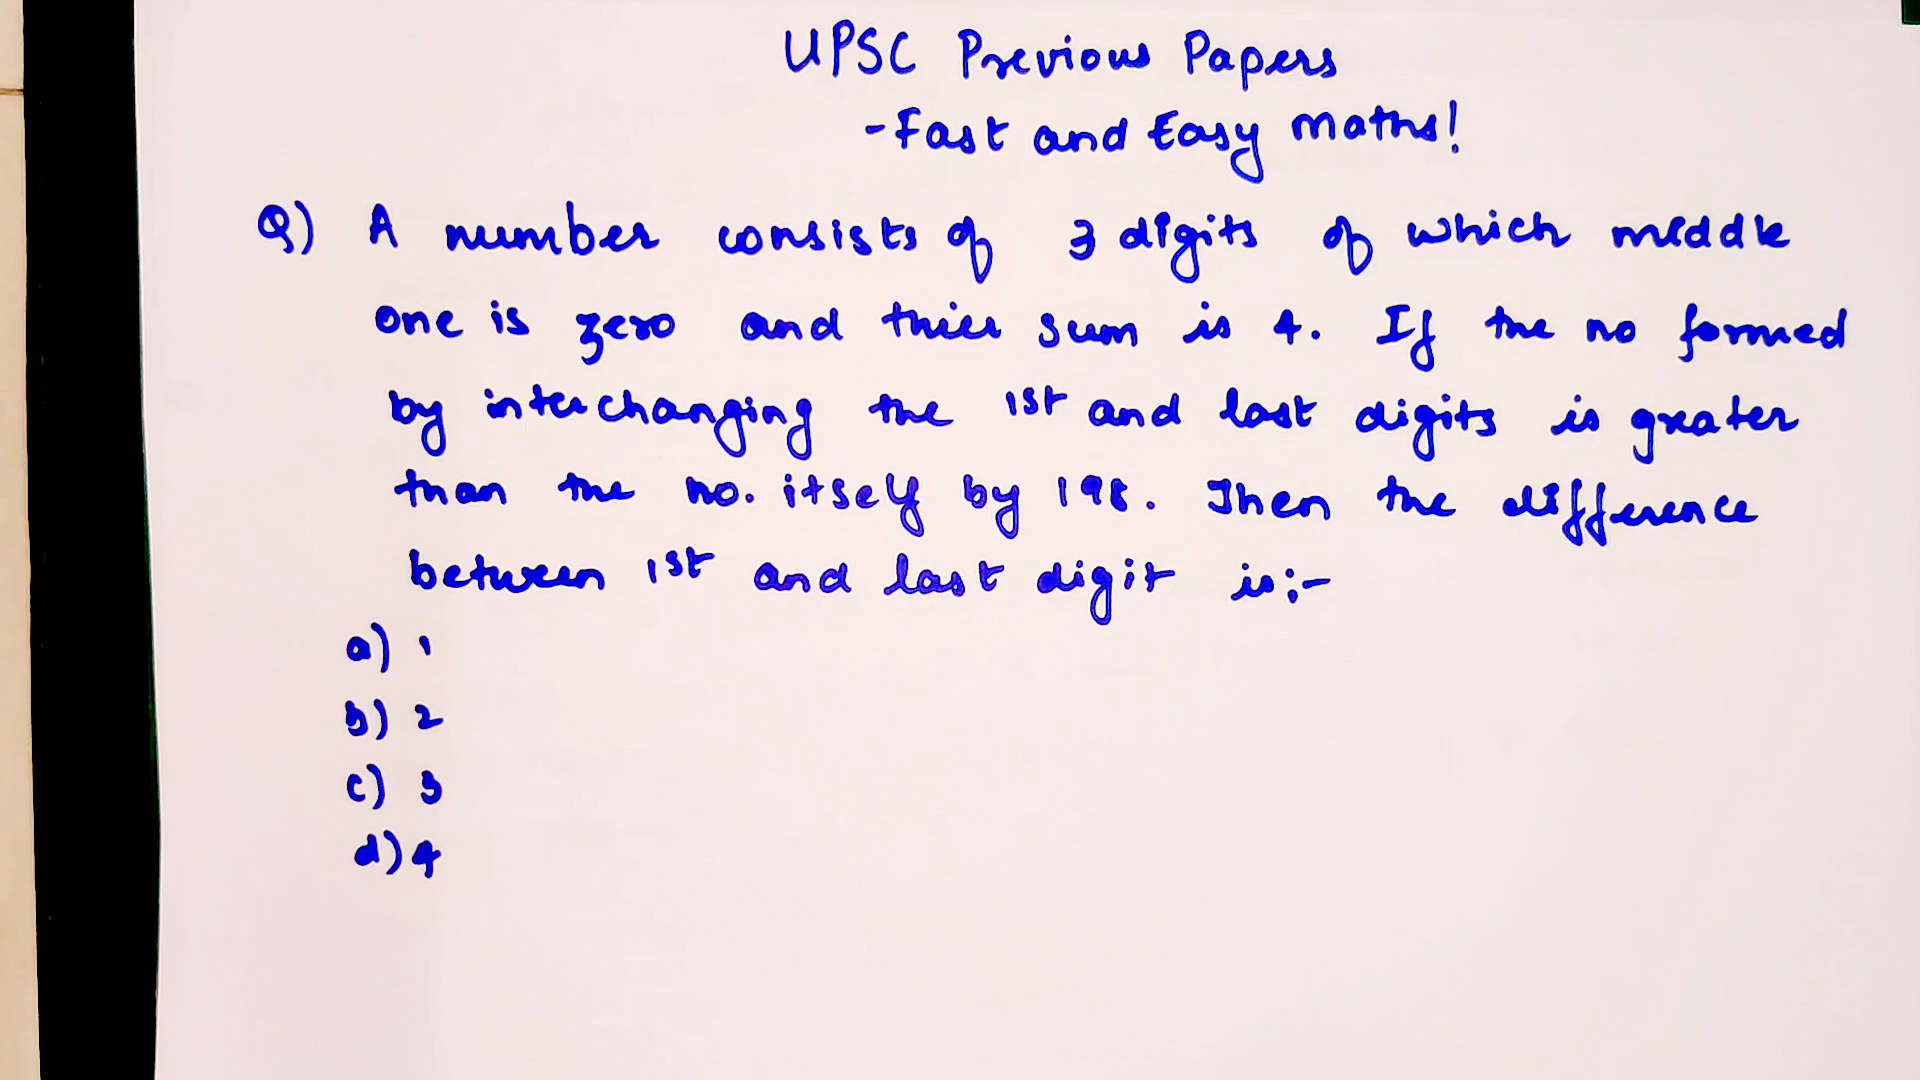 UPSC Previous Papers
- Fast and Easy Maths!
Q) A number consists of 3 digits of which middle
one is zero and thier sum is 4. If the no formed
by interchanging the 1st and last digits is greater
than the no. itself by 198. Then the difference
between 1st and last digit is:-
a) 1
b) 2
c) 3
d) 4